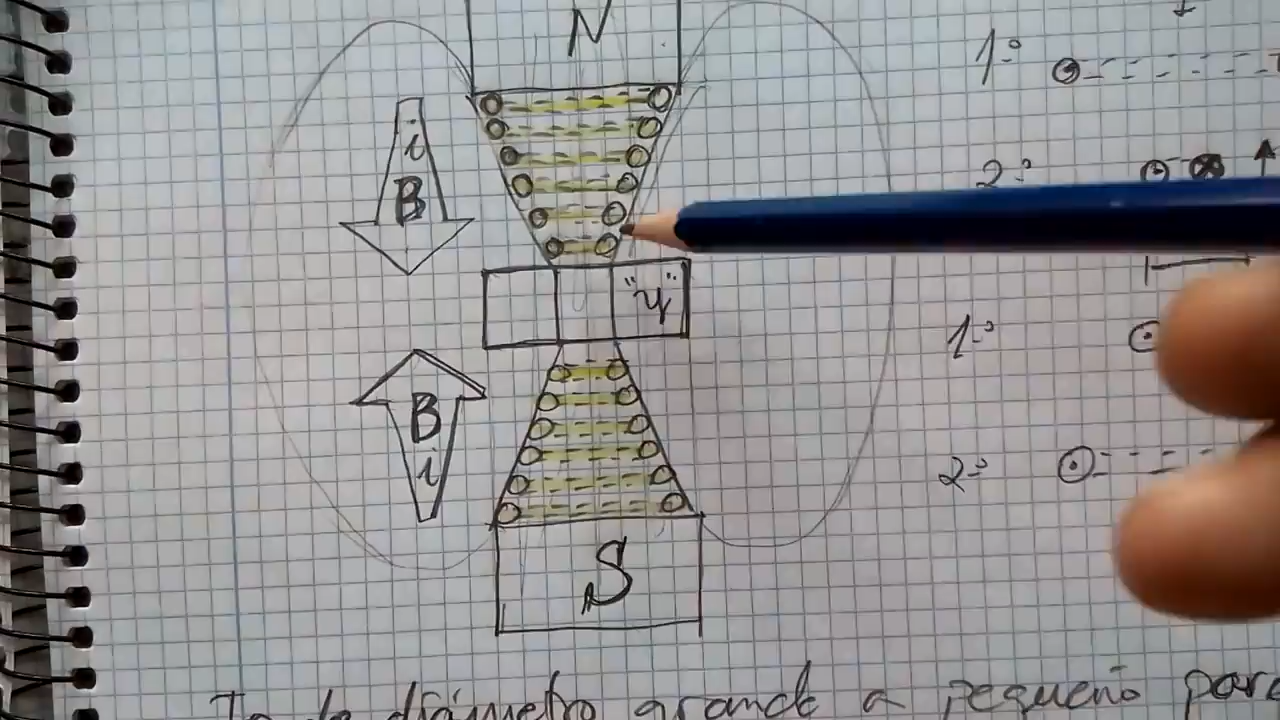 N
1º
i
B
2º
"y"
1º
B
i
2º
S
de diámetro grande a pequeño para